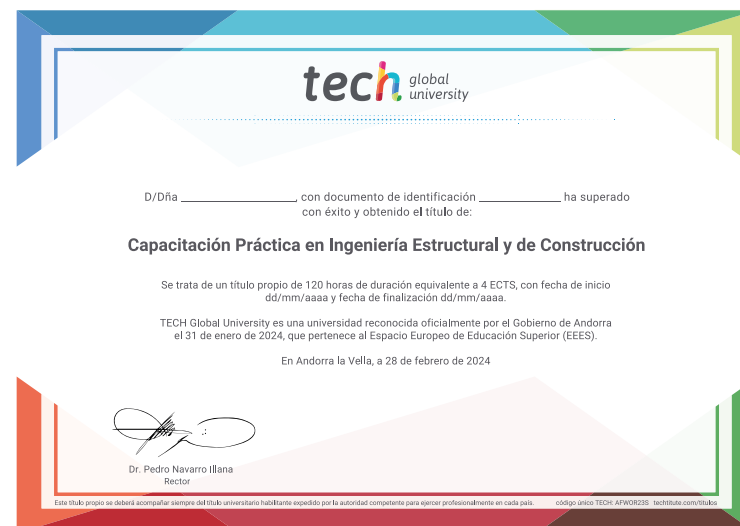 tech global
university
D/Dña ____________, con documento de identificación ____________ ha superado
con éxito y obtenido el título de:
Capacitación Práctica en Ingeniería Estructural y de Construcción
Se trata de un título propio de 120 horas de duración equivalente a 4 ECTS, con fecha de inicio
dd/mm/aaaa y fecha de finalización dd/mm/aaaa.
TECH Global University es una universidad reconocida oficialmente por el Gobierno de Andorra
el 31 de enero de 2024, que pertenece al Espacio Europeo de Educación Superior (EEES).
En Andorra la Vella, a 28 de febrero de 2024
Dr. Pedro Navarro Illana
Rector
Este título propio se deberá acompañar siempre del título universitario habilitante expedido por la autoridad competente para ejercer profesionalmente en cada país. código único TECH: AFWOR23S techtitute.com/titulos